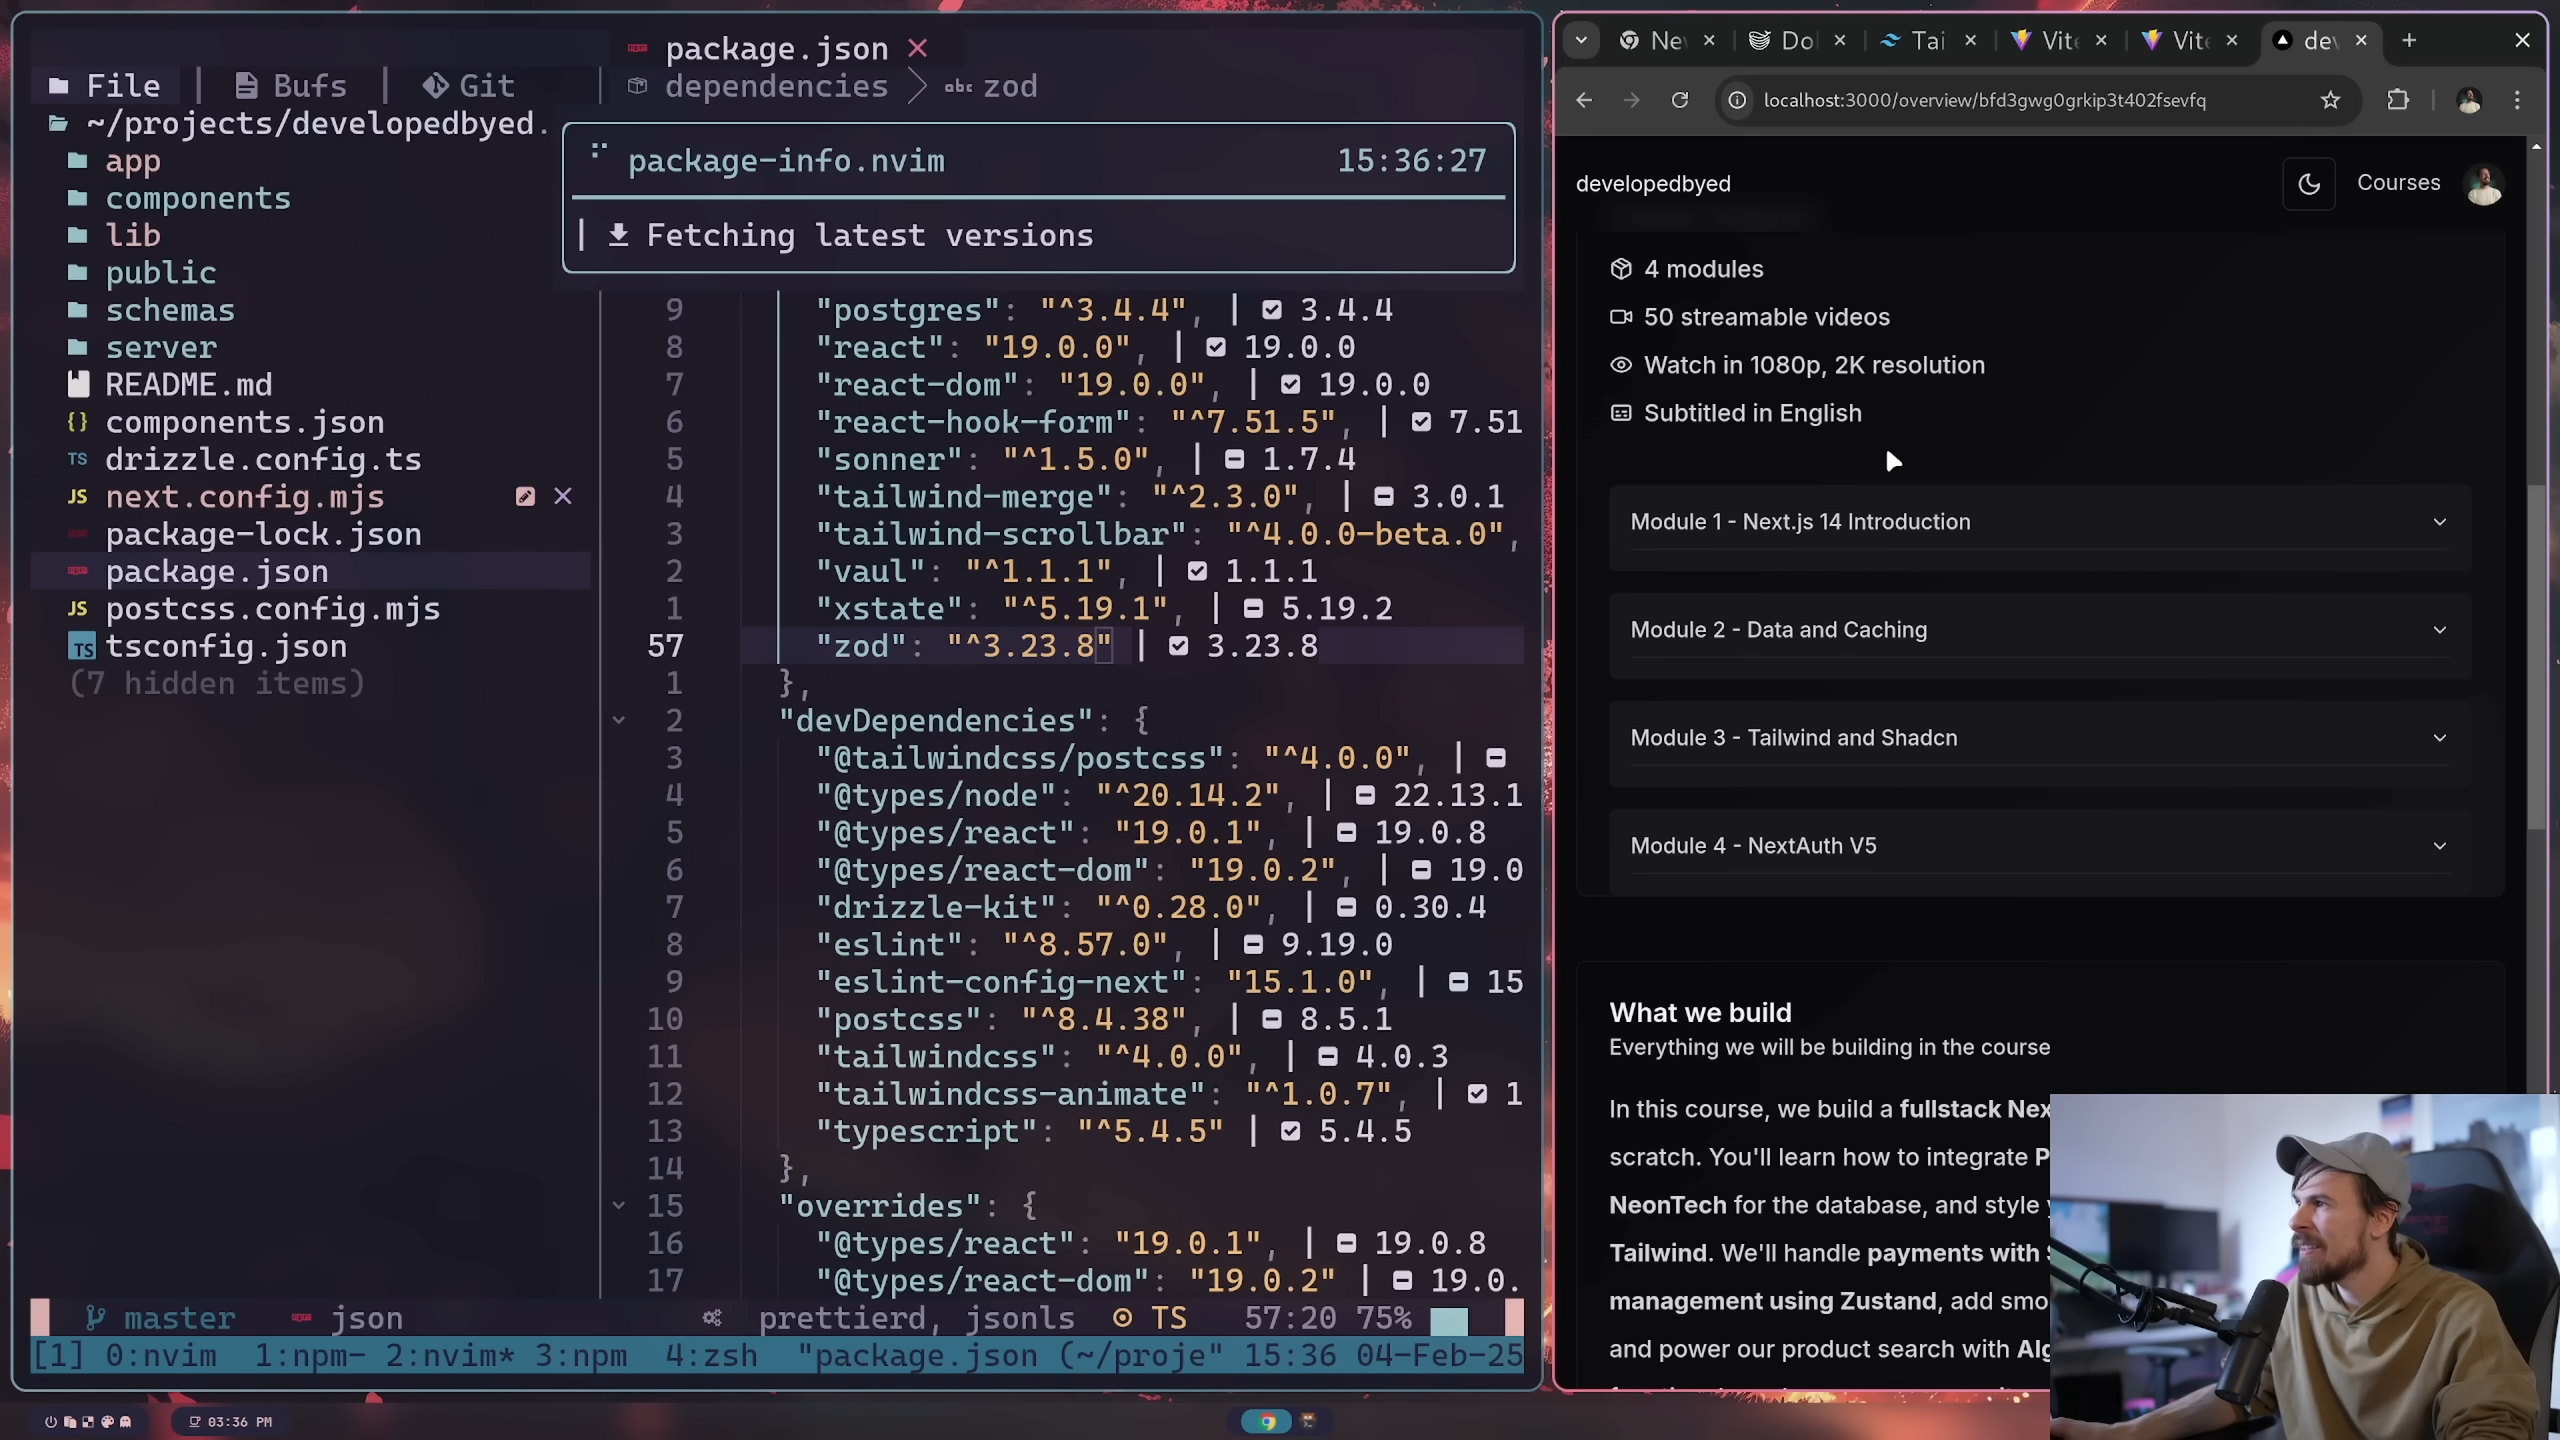 package.json
File | Bufs | Git
dependencies > abc zod
~/projects/developedbyed.
app
components
lib
public
schemas
server
README.md
{} components.json
TS drizzle.config.ts
JS next.config.mjs
package-lock.json
package.json
JS postcss.config.mjs
TS tsconfig.json
(7 hidden items)
package-info.nvim 15:36:27
| Fetching latest versions
9 "postgres": "^3.4.4", | 3.4.4
8 "react": "19.0.0", | 19.0.0
7 "react-dom": "19.0.0", | 19.0.0
6 "react-hook-form": "^7.51.5", | 7.51
5 "sonner": "^1.5.0", | 1.7.4
4 "tailwind-merge": "^2.3.0", | 3.0.1
3 "tailwind-scrollbar": "^4.0.0-beta.0",
2 "vaul": "^1.1.1", | 1.1.1
1 "xstate": "^5.19.1", | 5.19.2
57 "zod": "^3.23.8" | 3.23.8
1 },
2 "devDependencies": {
3 "@tailwindcss/postcss": "^4.0.0", |
4 "@types/node": "^20.14.2", | 22.13.1
5 "@types/react": "19.0.1", | 19.0.8
6 "@types/react-dom": "19.0.2", | 19.0
7 "drizzle-kit": "^0.28.0", | 0.30.4
8 "eslint": "^8.57.0", | 9.19.0
9 "eslint-config-next": "15.1.0", | 15
10 "postcss": "^8.4.38", | 8.5.1
11 "tailwindcss": "^4.0.0", | 4.0.3
12 "tailwindcss-animate": "^1.0.7", | 1
13 "typescript": "^5.4.5" | 5.4.5
14 },
15 "overrides": {
16 "@types/react": "19.0.1", | 19.0.8
17 "@types/react-dom": "19.0.2" | 19.0.
master json prettierd, jsonls TS 57:20 75%
[1] 0:nvim 1:npm- 2:nvim* 3:npm 4:zsh "package.json (~/proje" 15:36 04-Feb-25
03:36 PM
Ne Do Tai Vite Vite dev
localhost:3000/overview/bfd3gwg0grkip3t402fsevfq
developedbyed Courses
4 modules
50 streamable videos
Watch in 1080p, 2K resolution
Subtitled in English
Module 1 - Next.js 14 Introduction
Module 2 - Data and Caching
Module 3 - Tailwind and Shadcn
Module 4 - NextAuth V5
What we build
Everything we will be building in the course
In this course, we build a fullstack Nex
scratch. You'll learn how to integrate P
NeonTech for the database, and style y
Tailwind. We'll handle payments with S
management using Zustand, add smo
and power our product search with Alg